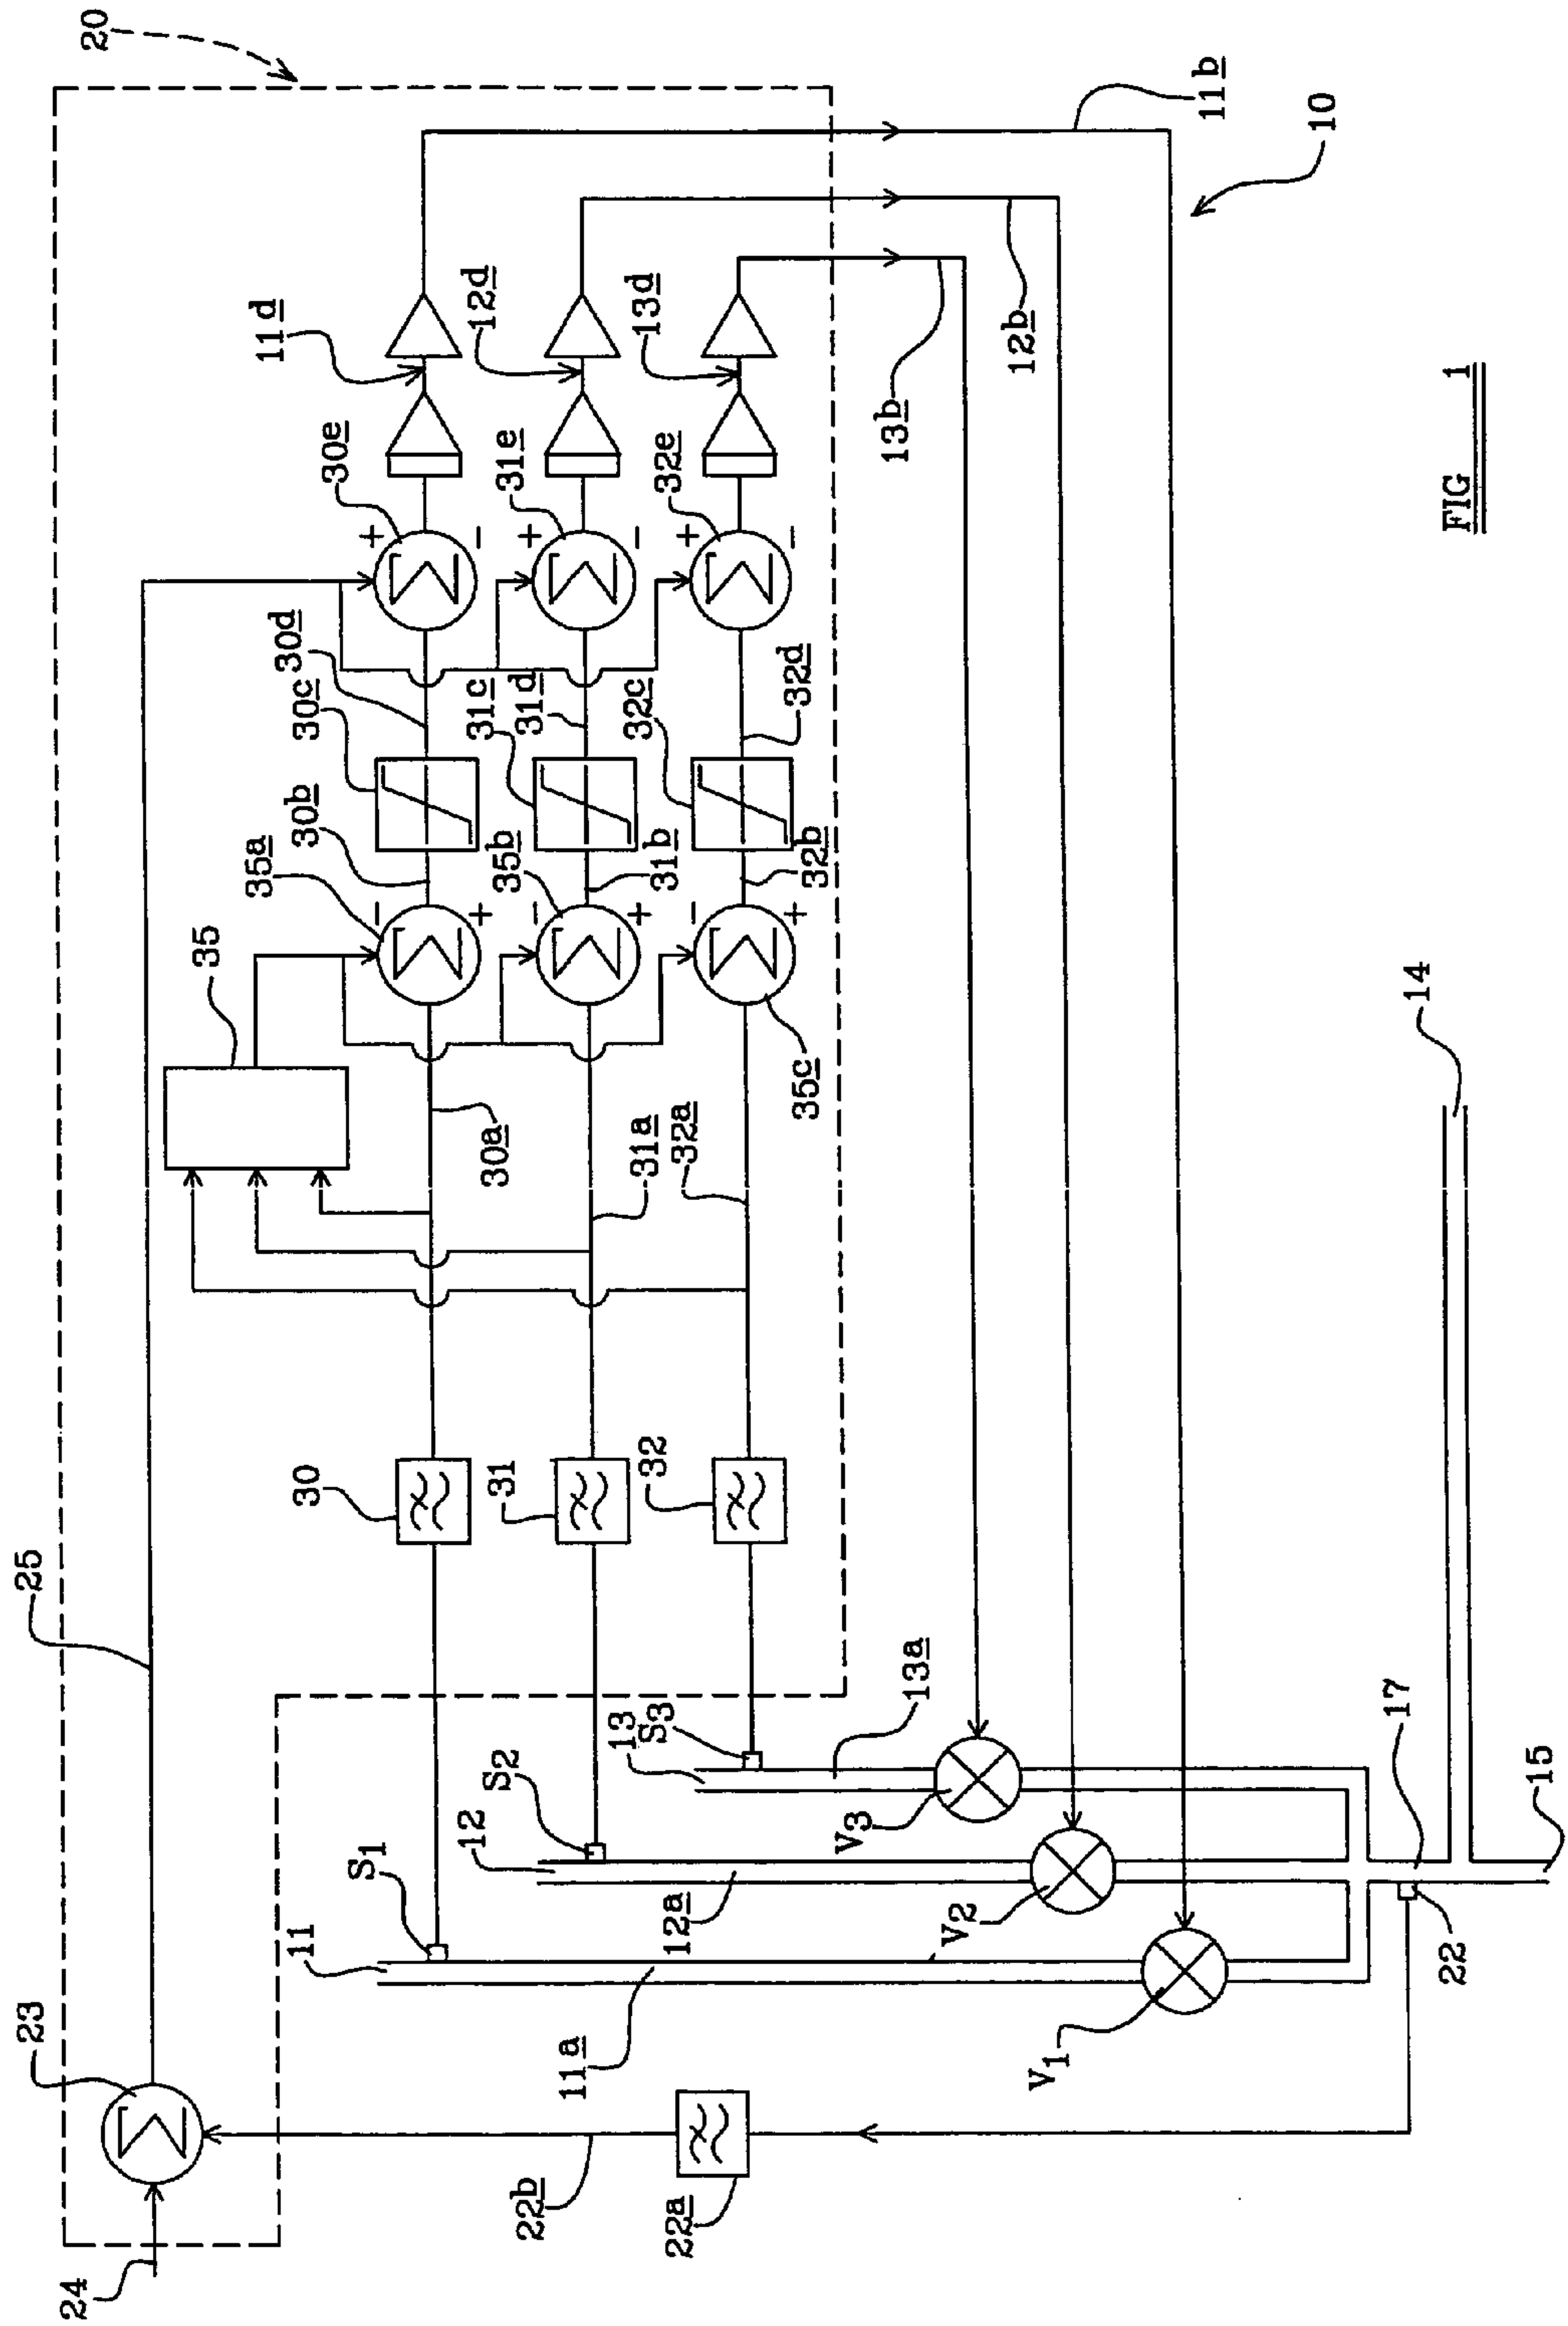 20
25
23
24
35
35a
30b
30c
30d
30e
11d
11b
10
30
30a
35b
31b
31c
31d
31e
12d
31
31a
32
32a
35c
32b
32c
32d
32e
13d
13b
12b
S1
S2
S3
11
12
13
11a
12a
13a
V1
V2
V3
22b
22a
22
17
15
14
FIG 1
+
-
+
-
+
-
-
+
-
+
-
+
Σ
Σ
Σ
Σ
Σ
Σ
Σ